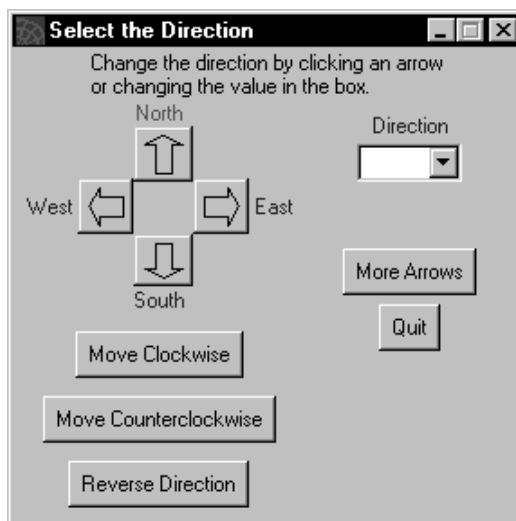 Select the Direction
Change the direction by clicking an arrow
or changing the value in the box.
North
Direction
West
East
South
More Arrows
Quit
Move Clockwise
Move Counterclockwise
Reverse Direction